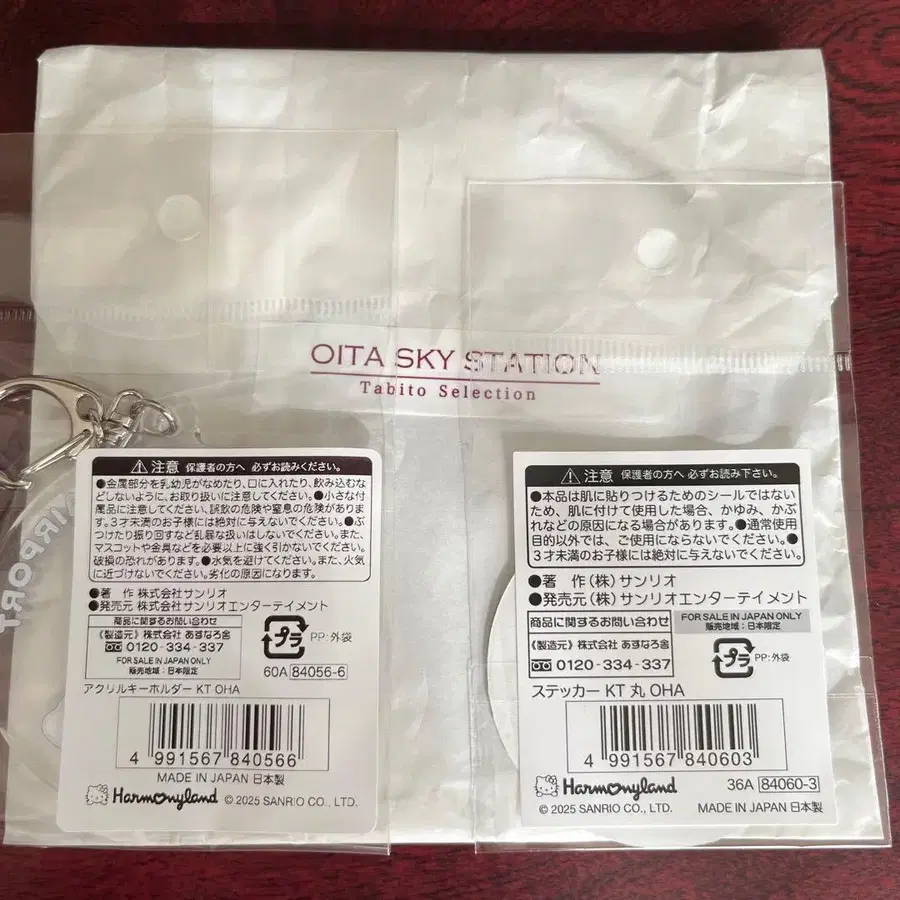 OITA SKY STATION
Tabito Selection
AIRPORT
注意 保護者の方へ 必ずお読みください。
●金属部分を乳幼児がなめたり、口に入れたり、飲み込むな
どしないように、お取り扱いに注意してください。●小さな付
属品に注意してください。誤飲の危険や窒息の危険がありま
す。3才未満のお子様には絶対に与えないでください。●ぶ
つけたり振り回すなど乱暴な扱いはしないでください。また、
マスコットや金具などを必要以上に強く引かないでください。
破損の恐れがあります。●水気を避けてください。また、火気
に近づけないでください。劣化の原因になります。
●著 作 株式会社サンリオ
●発売元 株式会社サンリオエンターテイメント
商品に関するお問い合わせ
《製造元》株式会社 あすなろ舎
0120-334-337
FOR SALE IN JAPAN ONLY
販売地域:日本限定
プラ
PP:外袋
60A 84056-6
アクリルキーホルダー KT OHA
4 991567 840566
MADE IN JAPAN 日本製
Harmonyland © 2025 SANRIO CO., LTD.
注意 保護者の方へ 必ずお読み下さい。
●本品は肌に貼りつけるためのシールではない
ため、肌に付けて使用した場合、かゆみ、かぶ
れなどの原因になる場合があります。●通常使用
目的以外では、ご使用にならないでください。●
3才未満のお子様には絶対に与えないでください。
●著 作(株)サンリオ
●発売元(株)サンリオエンターテイメント
商品に関するお問い合わせ
《製造元》株式会社 あすなろ舎
0120-334-337
FOR SALE IN JAPAN ONLY
販売地域:日本限定
プラ
PP:外袋
ステッカー KT 丸 OHA
4 991567 840603
36A 84060-3
Harmonyland
© 2025 SANRIO CO., LTD.
MADE IN JAPAN 日本製